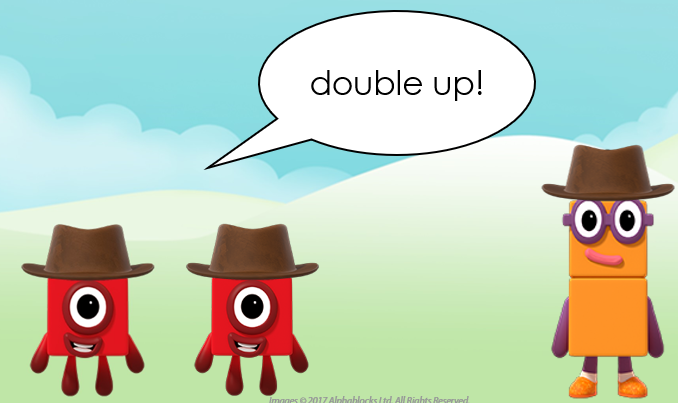 double up!
Images © 2017 Alphablocks Ltd. All Rights Reserved.